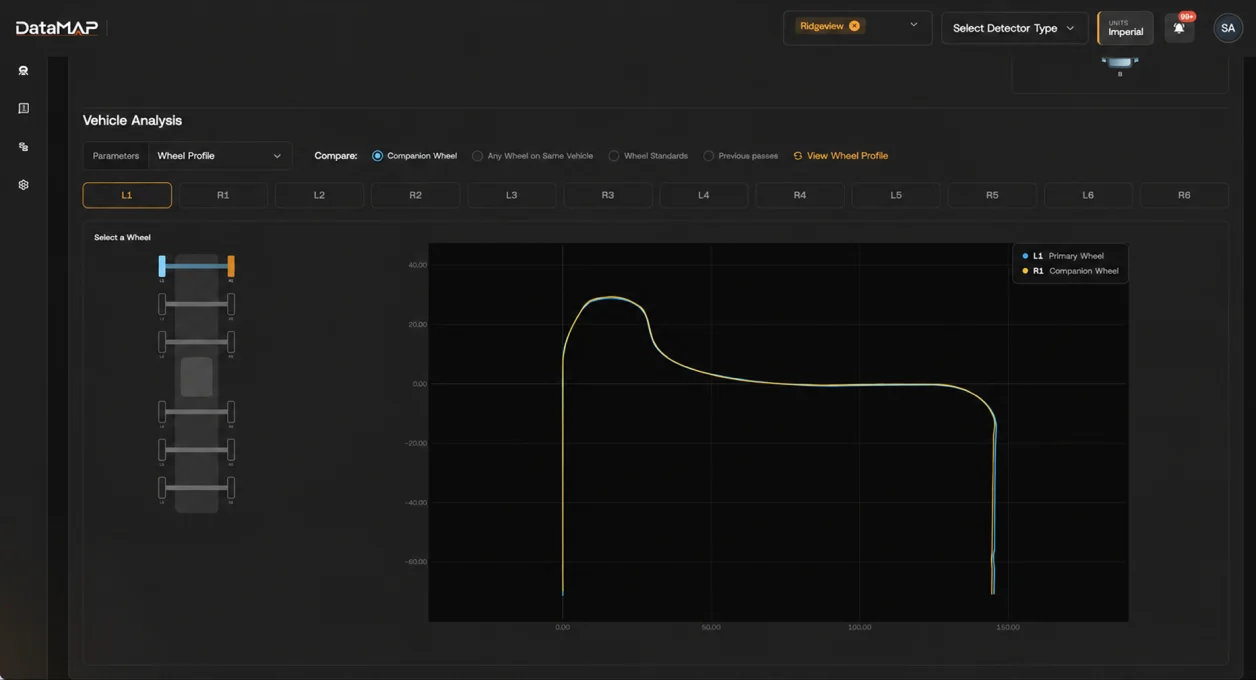 DataMAP
Ridgeview
Select Detector Type
UNITS
Imperial
99+
SA
Vehicle Analysis
Parameters
Wheel Profile
Compare:
Companion Wheel
Any Wheel on Same Vehicle
Wheel Standards
Previous passes
View Wheel Profile
L1
R1
L2
R2
L3
R3
L4
R4
L5
R5
L6
R6
Select a Wheel
L1 Primary Wheel
R1 Companion Wheel
40.00
20.00
0.00
-20.00
-40.00
-60.00
0.00
50.00
100.00
150.00